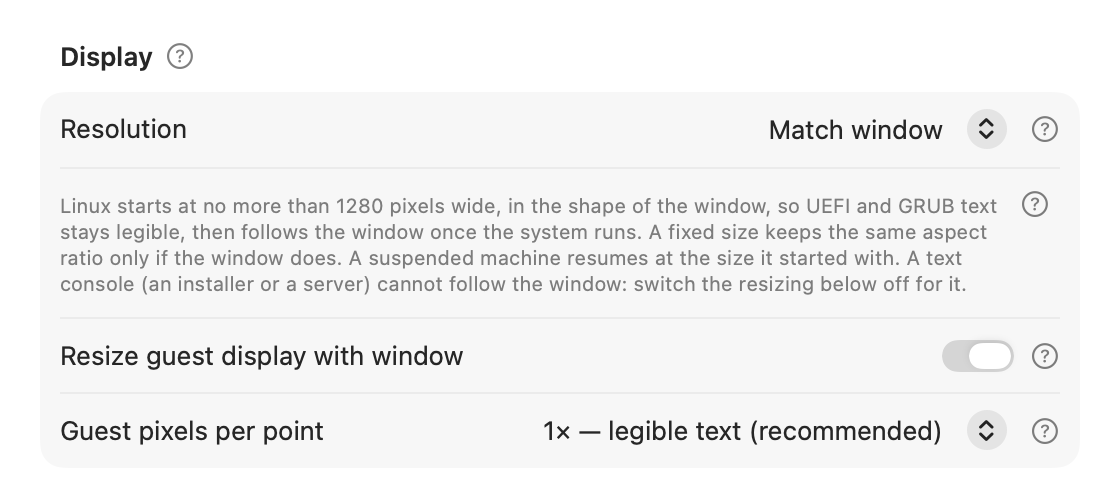 Display ?
Resolution Match window ?
Linux starts at no more than 1280 pixels wide, in the shape of the window, so UEFI and GRUB text ?
stays legible, then follows the window once the system runs. A fixed size keeps the same aspect
ratio only if the window does. A suspended machine resumes at the size it started with. A text
console (an installer or a server) cannot follow the window: switch the resizing below off for it.
Resize guest display with window ?
Guest pixels per point 1× — legible text (recommended) ?